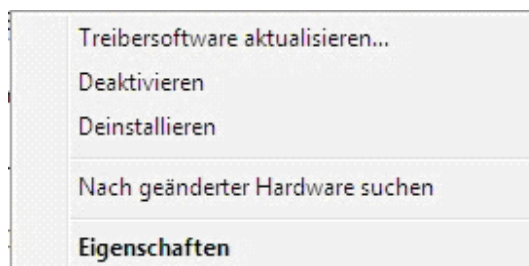 Treibersoftware aktualisieren...
Deaktivieren
Deinstallieren
Nach geänderter Hardware suchen
Eigenschaften